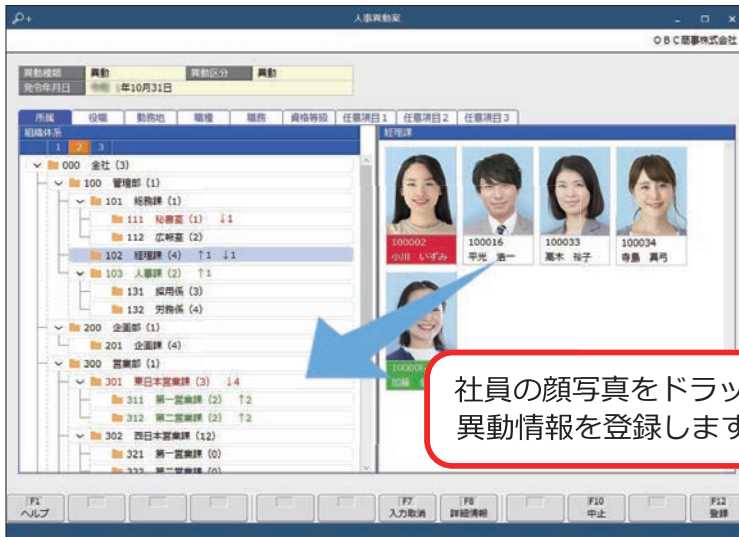 人事異動案
OBC商事株式会社
異動種類 異動 異動区分 異動
発令年月日 年10月31日
所属 役職 勤務地 職種 職務 資格等級 任意項目1 任意項目2 任意項目3
組織体系
1 2 3
000 金社 (3)
100 管理部 (1)
101 総務課 (1)
111 秘書室 (1) ↓1
112 広報室 (2)
102 経理課 (4) ↑1 ↓1
103 人事課 (2) ↑1
131 採用係 (3)
132 労務係 (4)
200 企画部 (1)
201 企画課 (4)
300 営業部 (1)
301 東日本営業課 (3) ↓4
311 第一営業課 (2) ↑2
312 第二営業課 (2) ↑2
302 西日本営業課 (12)
321 第一営業課 (0)
322 第二営業課 (0)
経理課
100002
小川 いずみ
100016
平光 浩一
100033
高木 裕子
100034
寺島 真弓
加藤
社員の顔写真をドラッ
異動情報を登録します
F1
ヘルプ
F7
入力取消
F8
詳細情報
F10
中止
F12
登録